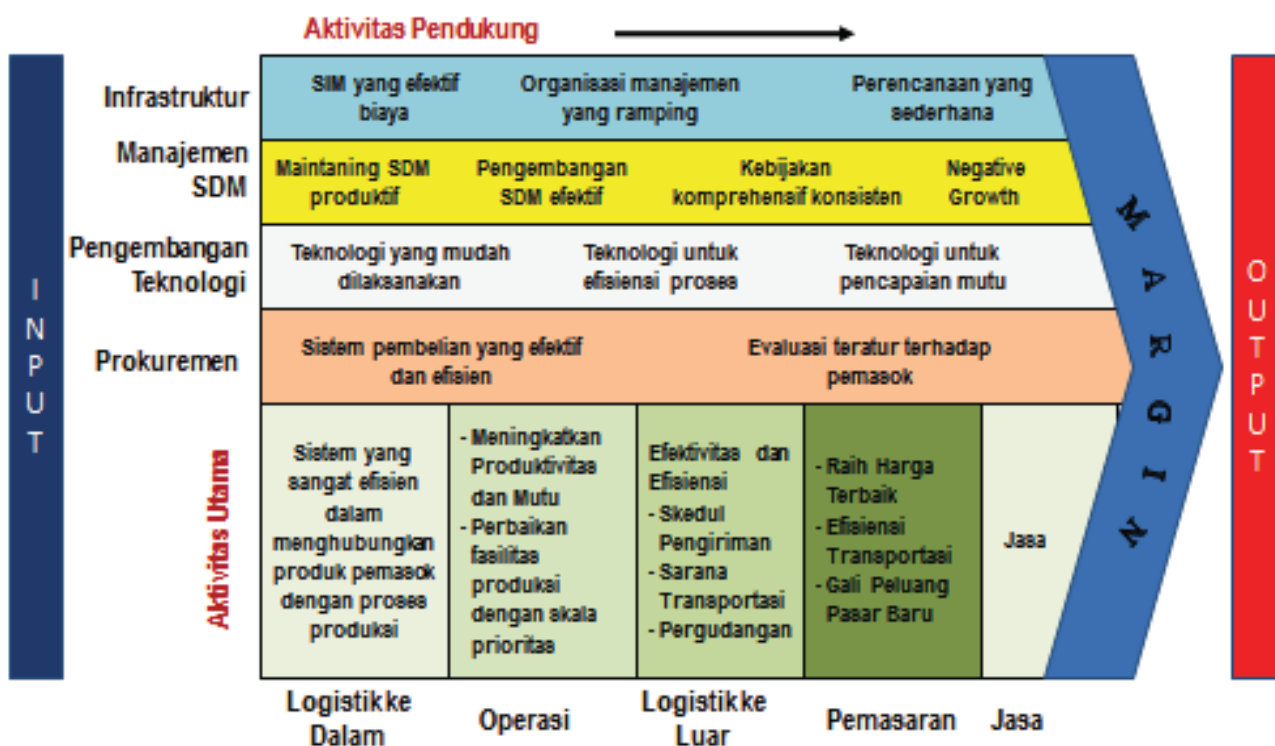 Aktivitas Pendukung
Infrastruktur
SIM yang efektif
biaya
Organisasi manajemen
yang ramping
Perencanaan yang
sederhana
Manajemen
SDM
Maintaning SDM
produktif
Pengembangan
SDM efektif
Kebijakan
komprehensif konsisten
Negative
Growth
Pengembangan
Teknologi
Teknologi yang mudah
dilaksanakan
Teknologi untuk
efisiensi proses
Teknologi untuk
pencapaian mutu
Prokuremen
Sistem pembelian yang efektif
dan efisien
Evaluasi teratur terhadap
pemasok
INPUT
Aktivitas Utama
Sistem yang
sangat efisien
dalam
menghubungkan
produk pemasok
dengan proses
produksi
- Meningkatkan
Produktivitas
dan Mutu
- Perbaikan
fasilitas
produksi
dengan skala
prioritas
Efektivitas dan
Efisiensi
- Skedul
Pengiriman
- Sarana
Transportasi
- Pergudangan
- Raih Harga
Terbaik
- Efisiensi
Transportasi
- Gali Peluang
Pasar Baru
Jasa
MARGIN
OUTPUT
Logistikke
Dalam
Operasi
Logistikke
Luar
Pemasaran
Jasa